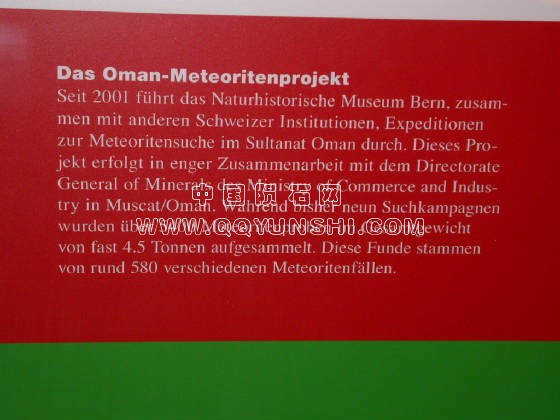 Das Oman-Meteoritenprojekt
Seit 2001 führt das Naturhistorische Museum Bern, zusam-
men mit anderen Schweizer Institutionen, Expeditionen
zur Meteoritensuche im Sultanat Oman durch. Dieses Pro-
jekt erfolgt in enger Zusammenarbeit mit dem Directorate
General of Minerals des Ministry of Commerce and Indus-
中国陨石网
try in Muscat/Oman. Während bisher neun Suchkampagnen
wurden
WWW.QQYUNSHI.COM
von fast 4,5 Tonnen aufgesammelt. Diese Funde stammen
von rund 580 verschiedenen Meteoritenfällen.